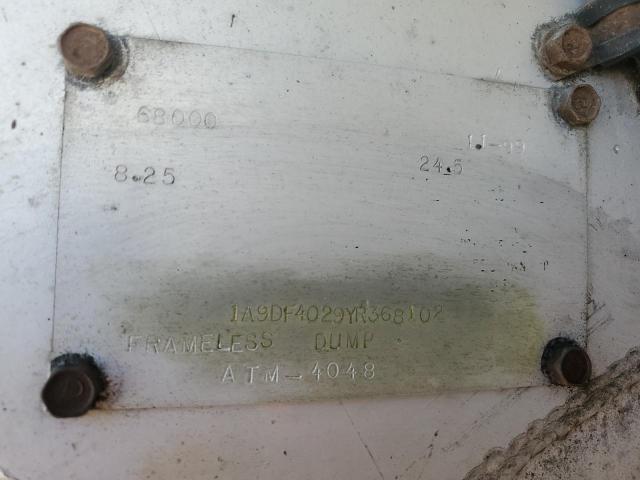 68000
11-99
8.25
24.5
1A9DF4029YR368102
FRAMELESS DUMP
ATM-4048